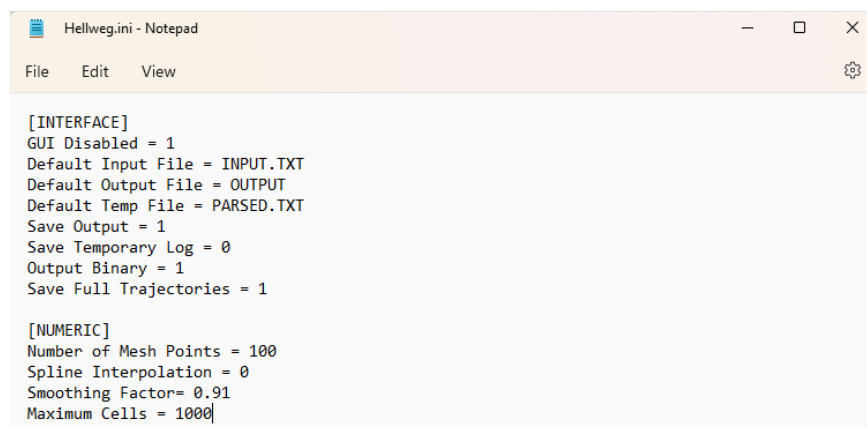 Hellweg.ini - Notepad
File Edit View
[INTERFACE]
GUI Disabled = 1
Default Input File = INPUT.TXT
Default Output File = OUTPUT
Default Temp File = PARSED.TXT
Save Output = 1
Save Temporary Log = 0
Output Binary = 1
Save Full Trajectories = 1
[NUMERIC]
Number of Mesh Points = 100
Spline Interpolation = 0
Smoothing Factor= 0.91
Maximum Cells = 1000